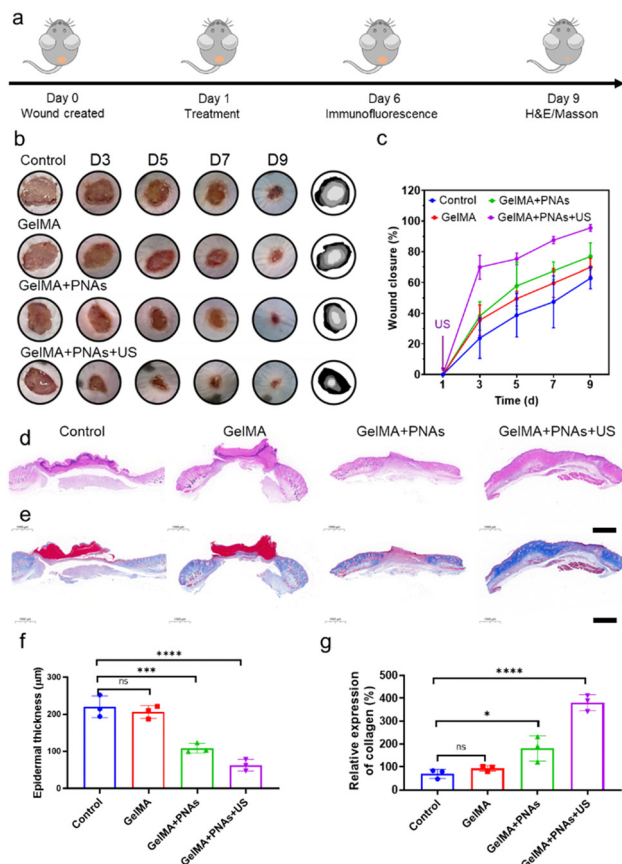 a
Day 0
Wound created
Day 1
Treatment
Day 6
Immunofluorescence
Day 9
H&E/Masson
b
Control D3 D5 D7 D9
GelMA
GelMA+PNAs
GelMA+PNAs+US
c
Control
GelMA
GelMA+PNAs
GelMA+PNAs+US
Wound closure (%)
120
100
80
60
40
20
0
US
1 3 5 7 9
Time (d)
d
Control GelMA GelMA+PNAs GelMA+PNAs+US
e
f
****
***
ns
Epidermal thickness (μm)
300
200
100
0
Control GelMA GelMA+PNAs GelMA+PNAs+US
g
****
*
ns
Relative expression
of collagen (%)
500
400
300
200
100
0
Control GelMA GelMA+PNAs GelMA+PNAs+US